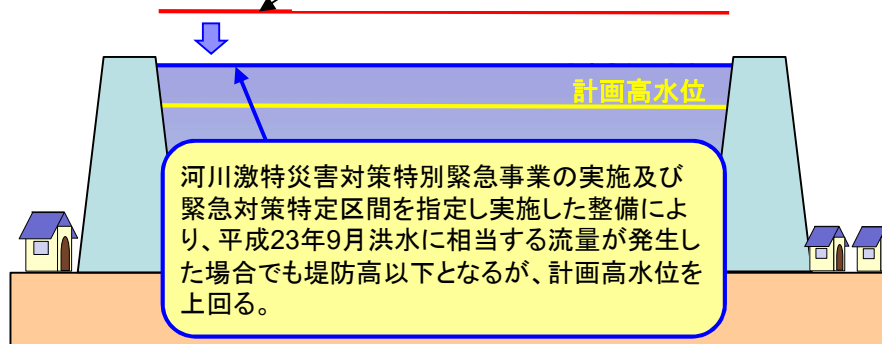 計画高水位
河川激特災害対策特別緊急事業の実施及び
緊急対策特定区間を指定し実施した整備によ
り、平成23年9月洪水に相当する流量が発生し
た場合でも堤防高以下となるが、計画高水位を
上回る。